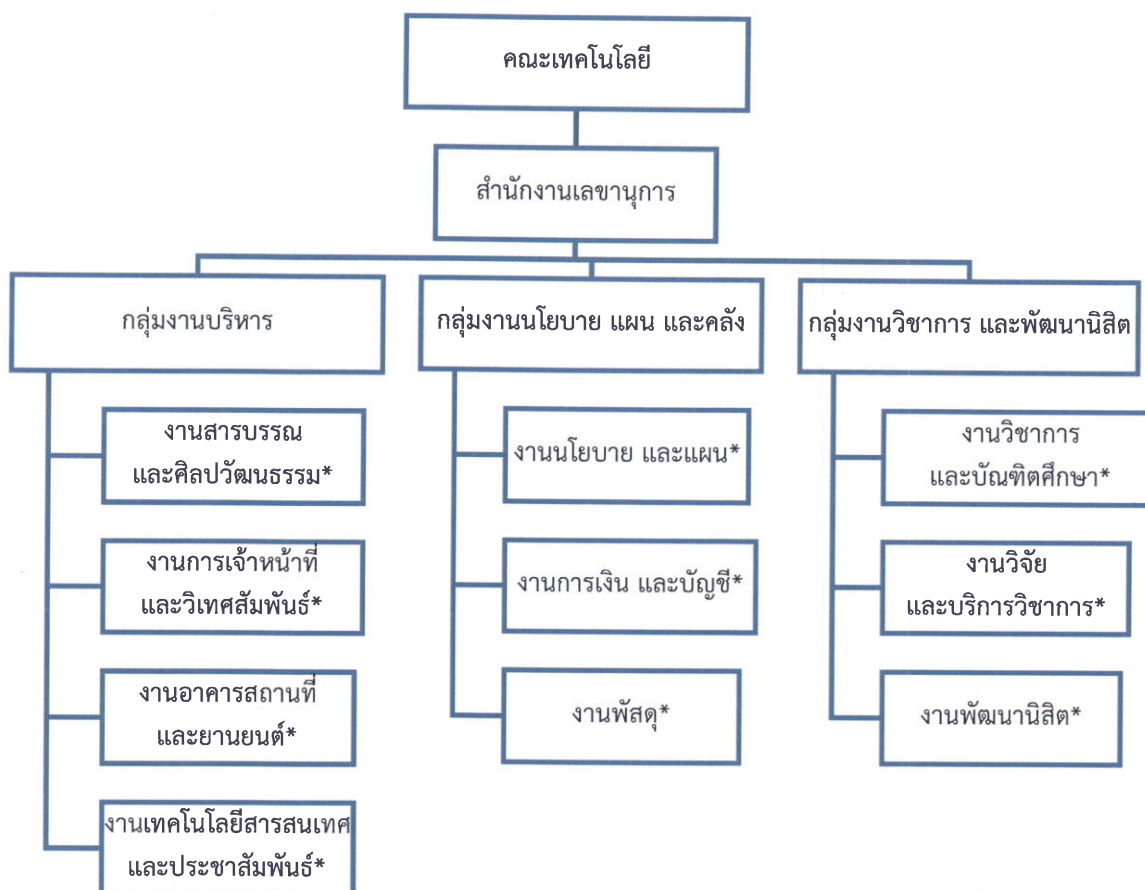 คณะเทคโนโลยี
สำนักงานเลขานุการ
กลุ่มงานบริหาร
กลุ่มงานนโยบาย แผน และคลัง
กลุ่มงานวิชาการ และพัฒนานิสิต
งานสารบรรณ
และศิลปวัฒนธรรม*
งานการเจ้าหน้าที่
และวิเทศสัมพันธ์*
งานอาคารสถานที่
และยานยนต์*
งานเทคโนโลยีสารสนเทศ
และประชาสัมพันธ์*
งานนโยบาย และแผน*
งานการเงิน และบัญชี*
งานพัสดุ*
งานวิชาการ
และบัณฑิตศึกษา*
งานวิจัย
และบริการวิชาการ*
งานพัฒนานิสิต*